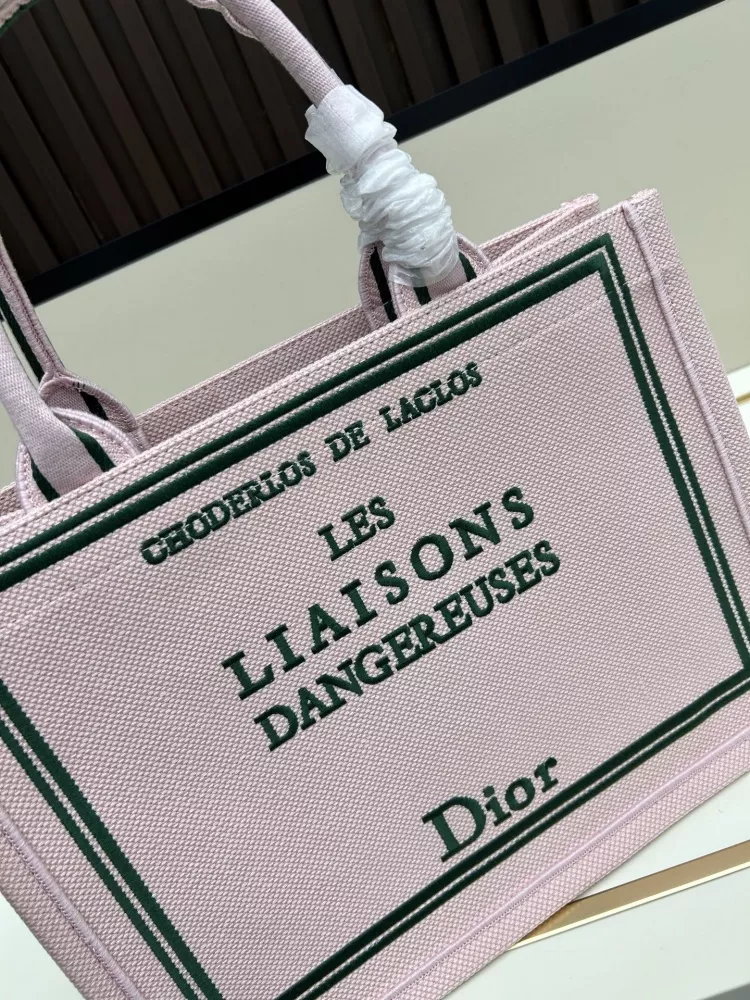 CHODERLOS DE LACLOS
LES
LIAISONS
DANGEREUSES
Dior